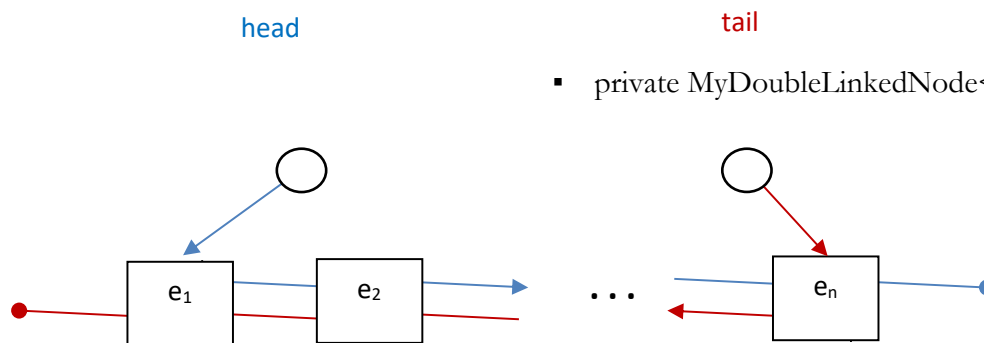 head
tail
▪ private MyDoubleLinkedNode<
e₁
e₂
...
eₙ